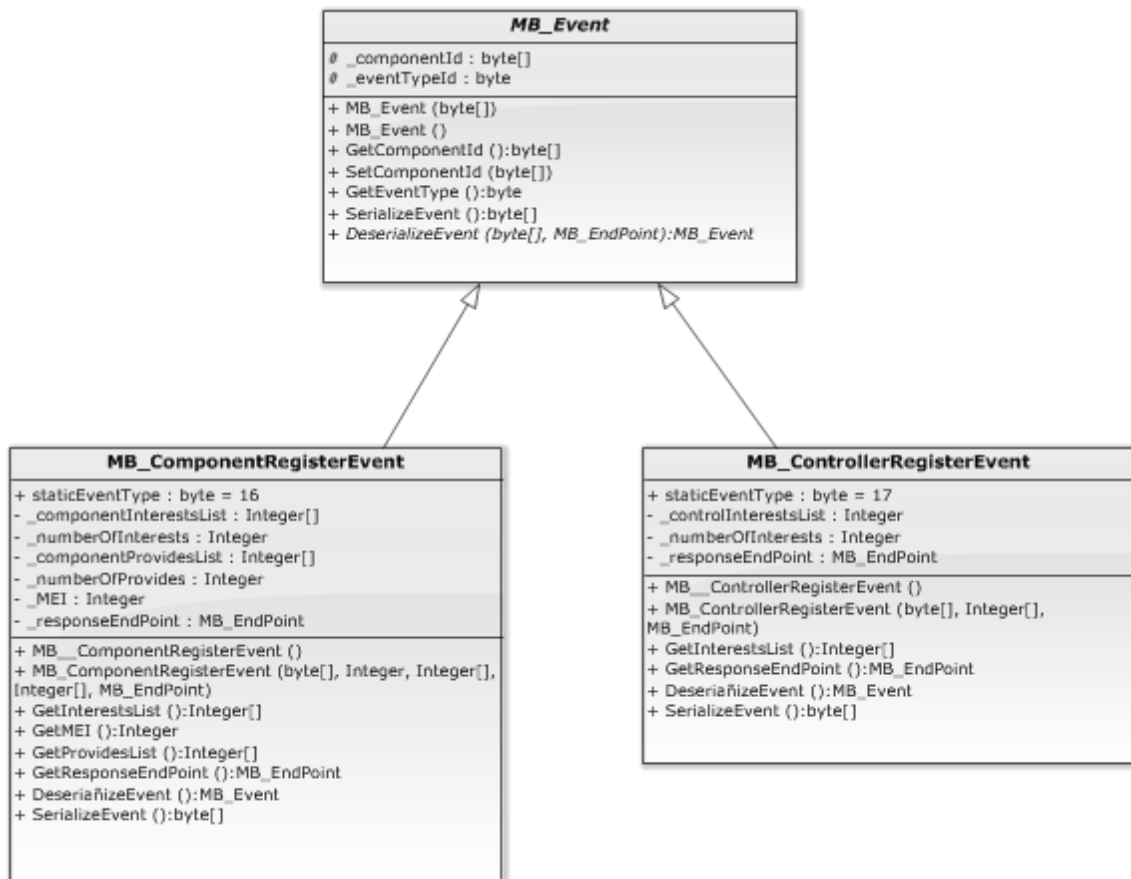 MB_Event
# _componentId : byte[]
# _eventTypeId : byte
+ MB_Event (byte[])
+ MB_Event ()
+ GetComponentId ():byte[]
+ SetComponentId (byte[])
+ GetEventType ():byte
+ SerializeEvent ():byte[]
+ DeserializeEvent (byte[], MB_EndPoint):MB_Event
MB_ComponentRegisterEvent
+ staticEventType : byte = 16
- _componentInterestsList : Integer[]
- _numberOfInterests : Integer
- _componentProvidesList : Integer[]
- _numberOfProvides : Integer
- _MEI : Integer
- _responseEndPoint : MB_EndPoint
+ MB__ComponentRegisterEvent ()
+ MB_ComponentRegisterEvent (byte[], Integer, Integer[],
Integer[], MB_EndPoint)
+ GetInterestsList ():Integer[]
+ GetMEI ():Integer
+ GetProvidesList ():Integer[]
+ GetResponseEndPoint ():MB_EndPoint
+ DeseriañizeEvent ():MB_Event
+ SerializeEvent ():byte[]
MB_ControllerRegisterEvent
+ staticEventType : byte = 17
- _controlInterestsList : Integer
- _numberOfInterests : Integer
- _responseEndPoint : MB_EndPoint
+ MB__ControllerRegisterEvent ()
+ MB_ControllerRegisterEvent (byte[], Integer[],
MB_EndPoint)
+ GetInterestsList ():Integer[]
+ GetResponseEndPoint ():MB_EndPoint
+ DeseriañizeEvent ():MB_Event
+ SerializeEvent ():byte[]